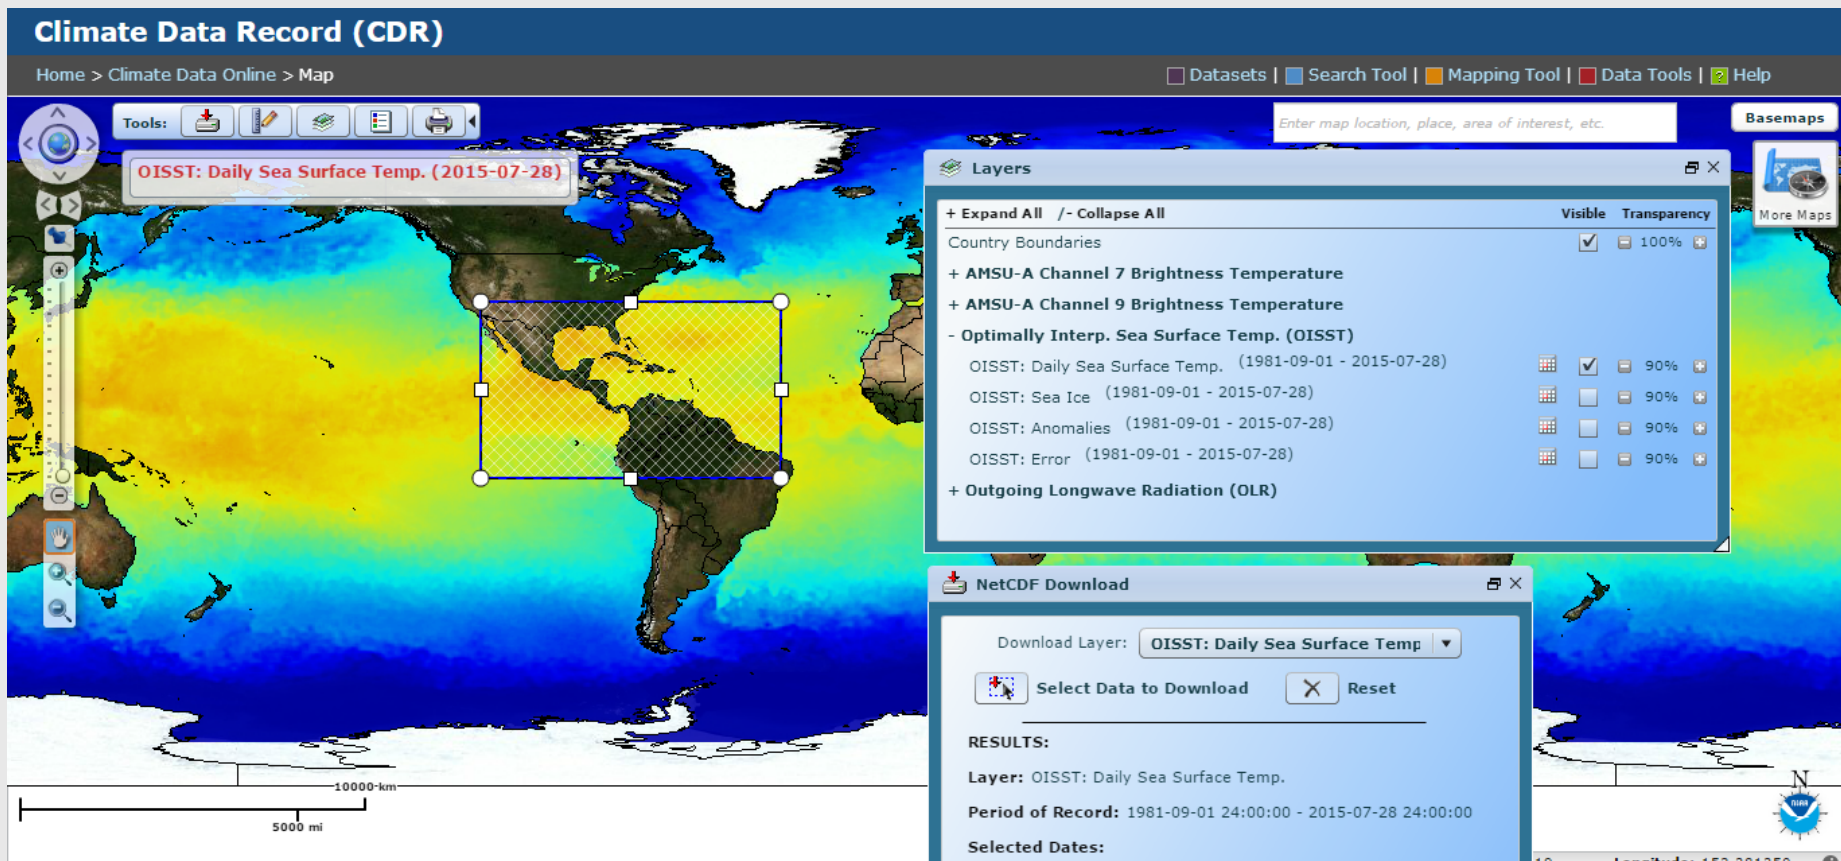 Climate Data Record (CDR)
Home > Climate Data Online > Map
Datasets | Search Tool | Mapping Tool | Data Tools | ? Help
Tools:
Enter map location, place, area of interest, etc.
Basemaps
OISST: Daily Sea Surface Temp. (2015-07-28)
More Maps
Layers
+ Expand All /- Collapse All Visible Transparency
Country Boundaries 100%
+ AMSU-A Channel 7 Brightness Temperature
+ AMSU-A Channel 9 Brightness Temperature
- Optimally Interp. Sea Surface Temp. (OISST)
OISST: Daily Sea Surface Temp. (1981-09-01 - 2015-07-28) 90%
OISST: Sea Ice (1981-09-01 - 2015-07-28) 90%
OISST: Anomalies (1981-09-01 - 2015-07-28) 90%
OISST: Error (1981-09-01 - 2015-07-28) 90%
+ Outgoing Longwave Radiation (OLR)
NetCDF Download
Download Layer: OISST: Daily Sea Surface Temp
Select Data to Download Reset
RESULTS:
Layer: OISST: Daily Sea Surface Temp.
Period of Record: 1981-09-01 24:00:00 - 2015-07-28 24:00:00
Selected Dates:
10000 km
5000 mi
N